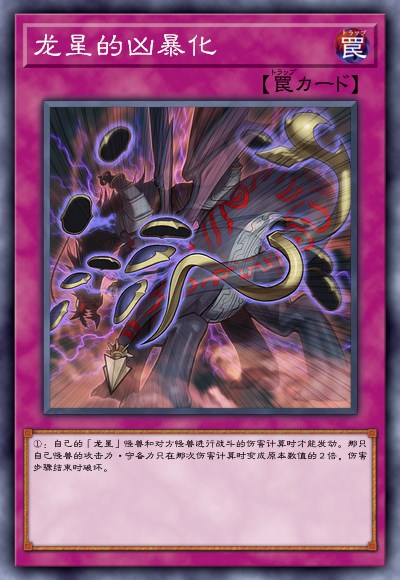 龙星的凶暴化
トラップ
罠
トラップ
【罠カード】
①：自己的「龙星」怪兽和对方怪兽进行战斗的伤害计算时才能发动。那只
自己怪兽的攻击力·守备力只在那次伤害计算时变成原本数值的２倍，伤害
步骤结束时破坏。